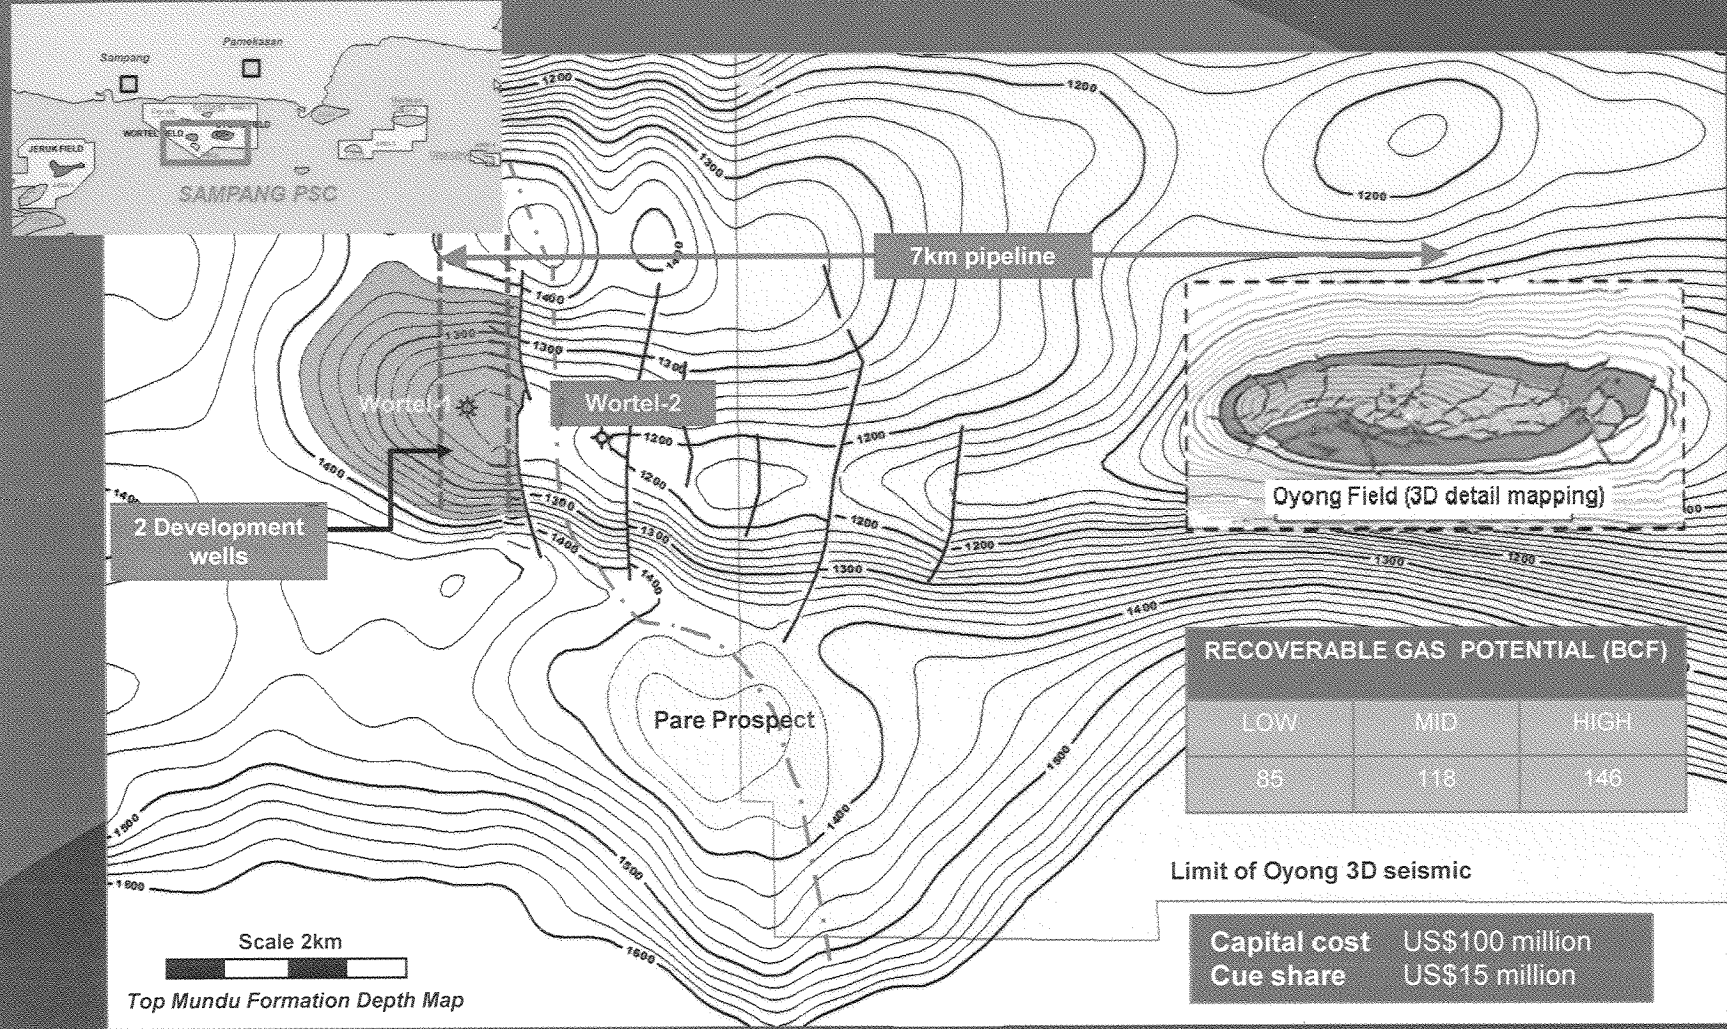 Sampang
Pamekasan
WORTEL FIELD
JERUK FIELD
SAMPANG PSC
1200
1200
1300
1200
1400
7km pipeline
1400
1300
1300
1300
Wortel-1
Wortel-2
1200
1200
1400
1200
Oyong Field (3D detail mapping)
2 Development
wells
1300
1200
1300
1400
1200
1300
1300
1200
1400
1400
RECOVERABLE GAS POTENTIAL (BCF)
LOW MID HIGH
85 118 146
Pare Prospect
1500
1400
1500
1500
1600
Limit of Oyong 3D seismic
Scale 2km
1600
Capital cost US$100 million
Cue share US$15 million
Top Mundu Formation Depth Map